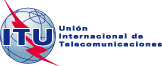 ITU
Unión
Internacional de
Telecomunicaciones